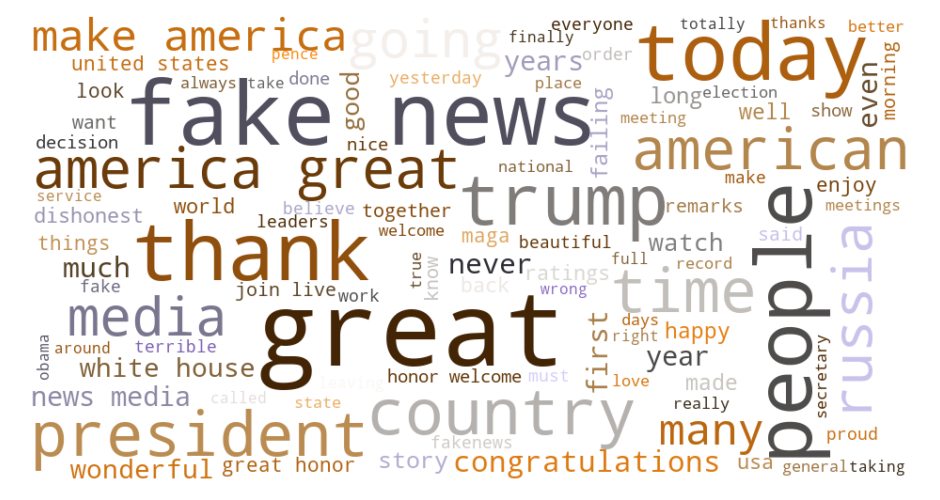 make america
going
finally
everyone
totally
thanks
better
pence
united states
years
order
today
look
always
take
done
yesterday
place
good
long
election
even
morning
want
fake news
failing
meeting
well
show
decision
nice
american
america great
national
make
enjoy
service
trump
remarks
meetings
dishonest
world
believe
together
leaders
welcome
maga
beautiful
watch
said
things
thank
never
full
people
russia
much
true
know
ratings
record
fake
join live
work
back
wrong
time
media
great
first
days
right
happy
obama
around
terrible
year
secretary
white house
leaving
honor welcome
must
love
made
news media
called
state
country
really
president
fakenews
many
proud
wonderful
great honor
story
congratulations
usa
general
taking